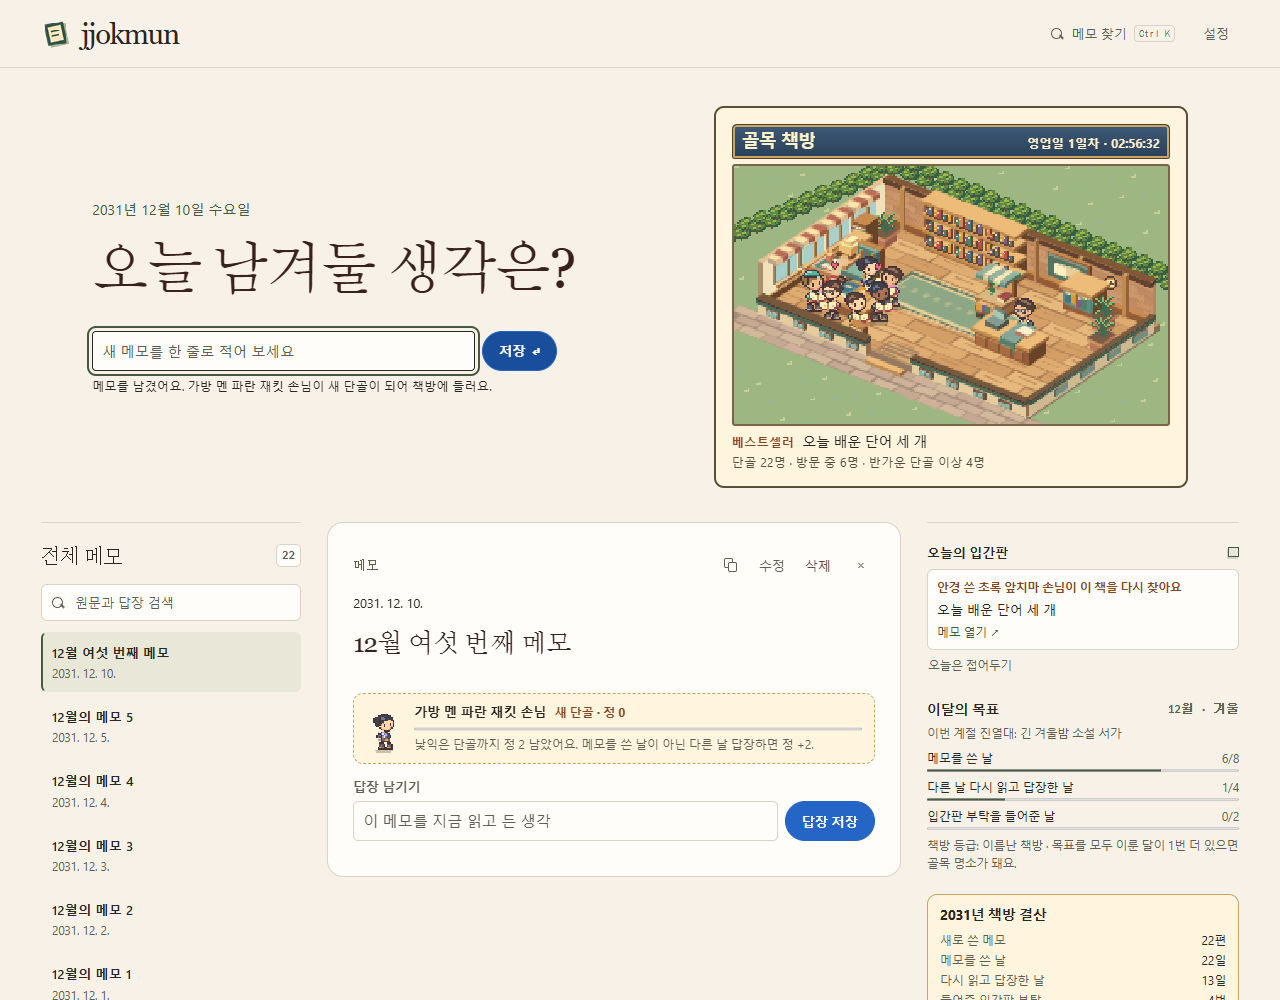 jjokmun
메모 찾기 Ctrl K 설정
2031년 12월 10일 수요일
오늘 남겨둘 생각은?
새 메모를 한 줄로 적어 보세요
저장
메모를 남겼어요. 가방 멘 파란 재킷 손님이 새 단골이 되어 책방에 들러요.
골목 책방
영업일 1일차 · 02:56:32
베스트셀러 오늘 배운 단어 세 개
단골 22명 · 방문 중 6명 · 반가운 단골 이상 4명
전체 메모
22
원문과 답장 검색
12월 여섯 번째 메모
2031. 12. 10.
12월의 메모 5
2031. 12. 5.
12월의 메모 4
2031. 12. 4.
12월의 메모 3
2031. 12. 3.
12월의 메모 2
2031. 12. 2.
12월의 메모 1
2031. 12. 1.
메모
수정 삭제 ×
2031. 12. 10.
12월 여섯 번째 메모
가방 멘 파란 재킷 손님 새 단골 · 정 0
낯익은 단골까지 정 2 남았어요. 메모를 쓴 날이 아닌 다른 날 답장하면 정 +2.
답장 남기기
이 메모를 지금 읽고 든 생각
답장 저장
오늘의 입간판
안경 쓴 초록 앞치마 손님이 이 책을 다시 찾아요
오늘 배운 단어 세 개
메모 열기 ↗
오늘은 접어두기
이달의 목표
12월 · 겨울
이번 계절 진열대: 긴 겨울밤 소설 서가
메모를 쓴 날 6/8
다른 날 다시 읽고 답장한 날 1/4
입간판 부탁을 들어준 날 0/2
책방 등급: 이름난 책방 · 목표를 모두 이룬 달이 1번 더 있으면
골목 명소가 돼요.
2031년 책방 결산
새로 쓴 메모 22편
메모를 쓴 날 22일
다시 읽고 답장한 날 13일
들어준 입간판 부탁 4번